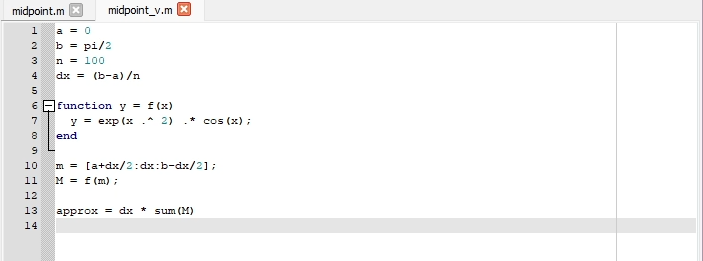 midpoint.m midpoint_v.m
1 a = 0
2 b = pi/2
3 n = 100
4 dx = (b-a)/n
5
6 function y = f(x)
7 y = exp(x .^ 2) .* cos(x);
8 end
9
10 m = [a+dx/2:dx:b-dx/2];
11 M = f(m);
12
13 approx = dx * sum(M)
14